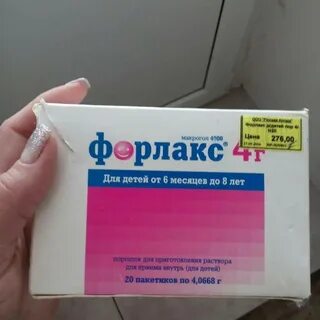 Цена 276,00
макрогол 4000
форлакс® 4г
Для детей от 6 месяцев до 8 лет
порошок для приготовления раствора
для приема внутрь (для детей)
20 пакетиков по 4,0668 г